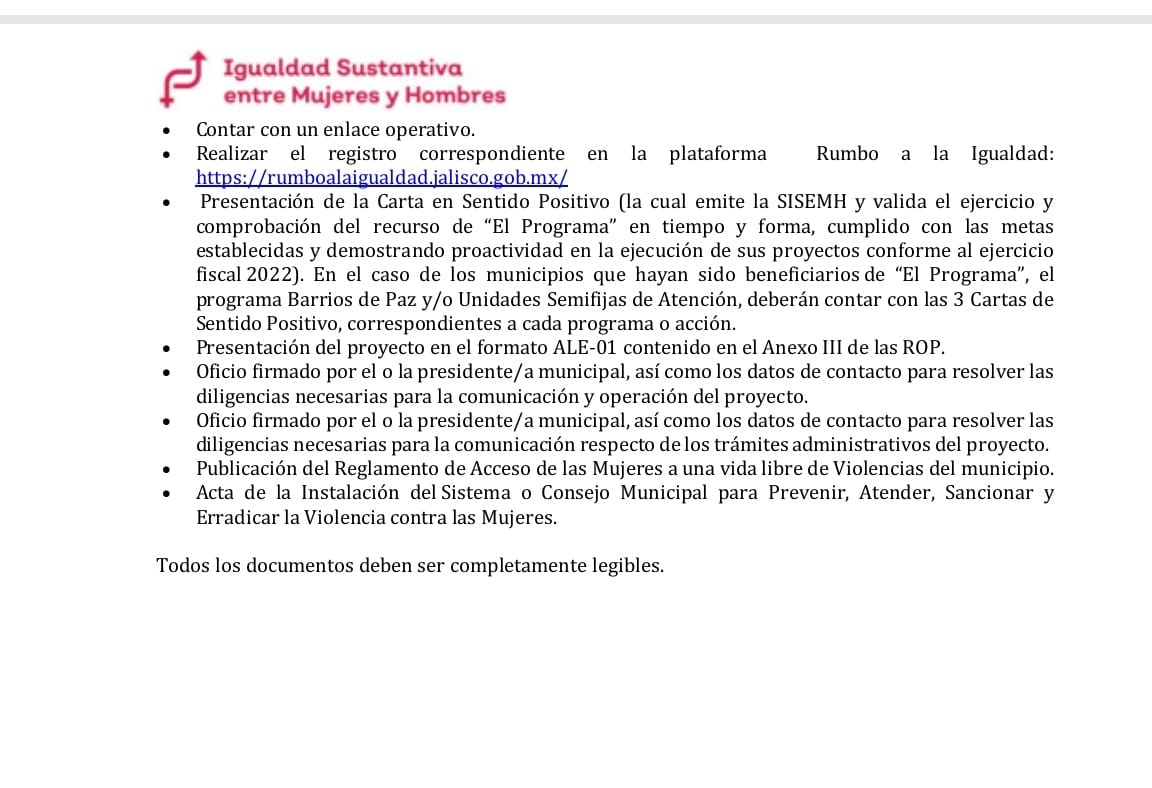 Igualdad Sustantiva
entre Mujeres y Hombres
• Contar con un enlace operativo.
• Realizar el registro correspondiente en la plataforma Rumbo a la Igualdad:
https://rumboalaigualdad.jalisco.gob.mx/
• Presentación de la Carta en Sentido Positivo (la cual emite la SISEMH y valida el ejercicio y
comprobación del recurso de “El Programa” en tiempo y forma, cumplido con las metas
establecidas y demostrando proactividad en la ejecución de sus proyectos conforme al ejercicio
fiscal 2022). En el caso de los municipios que hayan sido beneficiarios de “El Programa”, el
programa Barrios de Paz y/o Unidades Semifijas de Atención, deberán contar con las 3 Cartas de
Sentido Positivo, correspondientes a cada programa o acción.
• Presentación del proyecto en el formato ALE-01 contenido en el Anexo III de las ROP.
• Oficio firmado por el o la presidente/a municipal, así como los datos de contacto para resolver las
diligencias necesarias para la comunicación y operación del proyecto.
• Oficio firmado por el o la presidente/a municipal, así como los datos de contacto para resolver las
diligencias necesarias para la comunicación respecto de los trámites administrativos del proyecto.
• Publicación del Reglamento de Acceso de las Mujeres a una vida libre de Violencias del municipio.
• Acta de la Instalación del Sistema o Consejo Municipal para Prevenir, Atender, Sancionar y
Erradicar la Violencia contra las Mujeres.
Todos los documentos deben ser completamente legibles.